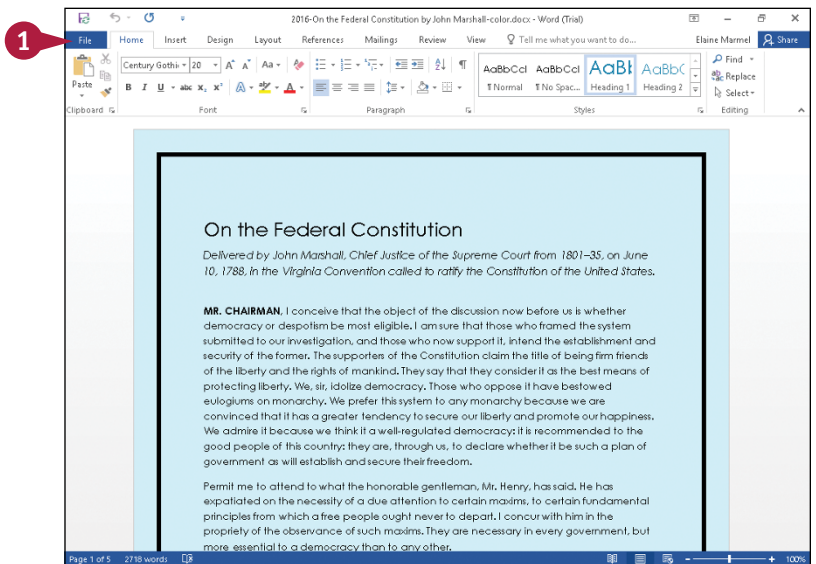 2016-On the Federal Constitution by John Marshall-color.docx - Word (Trial)
1
File Home Insert Design Layout References Mailings Review View Tell me what you want to do... Elaine Marmel Share
Century Gothi 20 A A Aa
Find
AaBbCcI AaBbCcI AaBt AaBb(
Replace
Paste
B I U abc X₂ X² A aby A
¶ Normal ¶ No Spac... Heading 1 Heading 2
Select
Clipboard Font Paragraph Styles Editing
On the Federal Constitution
Delivered by John Marshall, Chief Justice of the Supreme Court from 1801–35, on June
10, 1788, in the Virginia Convention called to ratify the Constitution of the United States.
MR. CHAIRMAN, I conceive that the object of the discussion now before us is whether
democracy or despotism be most eligible. I am sure that those who framed the system
submitted to our investigation, and those who now support it, intend the establishment and
security of the former. The supporters of the Constitution claim the title of being firm friends
of the liberty and the rights of mankind. They say that they consider it as the best means of
protecting liberty. We, sir, idolize democracy. Those who oppose it have bestowed
eulogiums on monarchy. We prefer this system to any monarchy because we are
convinced that it has a greater tendency to secure our liberty and promote our happiness.
We admire it because we think it a well-regulated democracy: it is recommended to the
good people of this country: they are, through us, to declare whether it be such a plan of
government as will establish and secure their freedom.
Permit me to attend to what the honorable gentleman, Mr. Henry, has said. He has
expatiated on the necessity of a due attention to certain maxims, to certain fundamental
principles from which a free people ought never to depart. I concur with him in the
propriety of the observance of such maxims. They are necessary in every government, but
more essential to a democracy than to any other.
Page 1 of 5 2718 words 100%